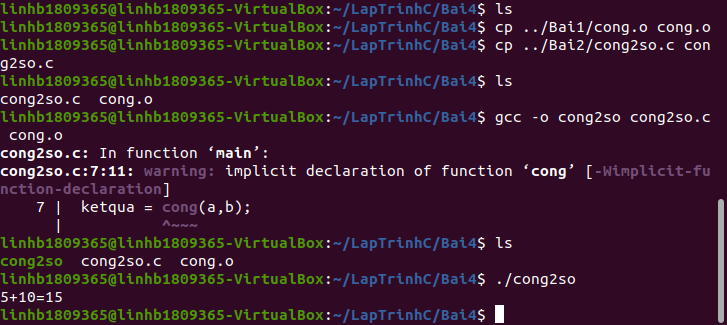 linhb1809365@linhb1809365-VirtualBox:~/LapTrinhC/Bai4$ ls
linhb1809365@linhb1809365-VirtualBox:~/LapTrinhC/Bai4$ cp ../Bai1/cong.o cong.o
linhb1809365@linhb1809365-VirtualBox:~/LapTrinhC/Bai4$ cp ../Bai2/cong2so.c con
g2so.c
linhb1809365@linhb1809365-VirtualBox:~/LapTrinhC/Bai4$ ls
cong2so.c  cong.o
linhb1809365@linhb1809365-VirtualBox:~/LapTrinhC/Bai4$ gcc -o cong2so cong2so.c
 cong.o
cong2so.c: In function ‘main’:
cong2so.c:7:11: warning: implicit declaration of function ‘cong’ [-Wimplicit-fu
nction-declaration]
    7 |  ketqua = cong(a,b);
      |           ^~~~
linhb1809365@linhb1809365-VirtualBox:~/LapTrinhC/Bai4$ ls
cong2so  cong2so.c  cong.o
linhb1809365@linhb1809365-VirtualBox:~/LapTrinhC/Bai4$ ./cong2so
5+10=15
linhb1809365@linhb1809365-VirtualBox:~/LapTrinhC/Bai4$